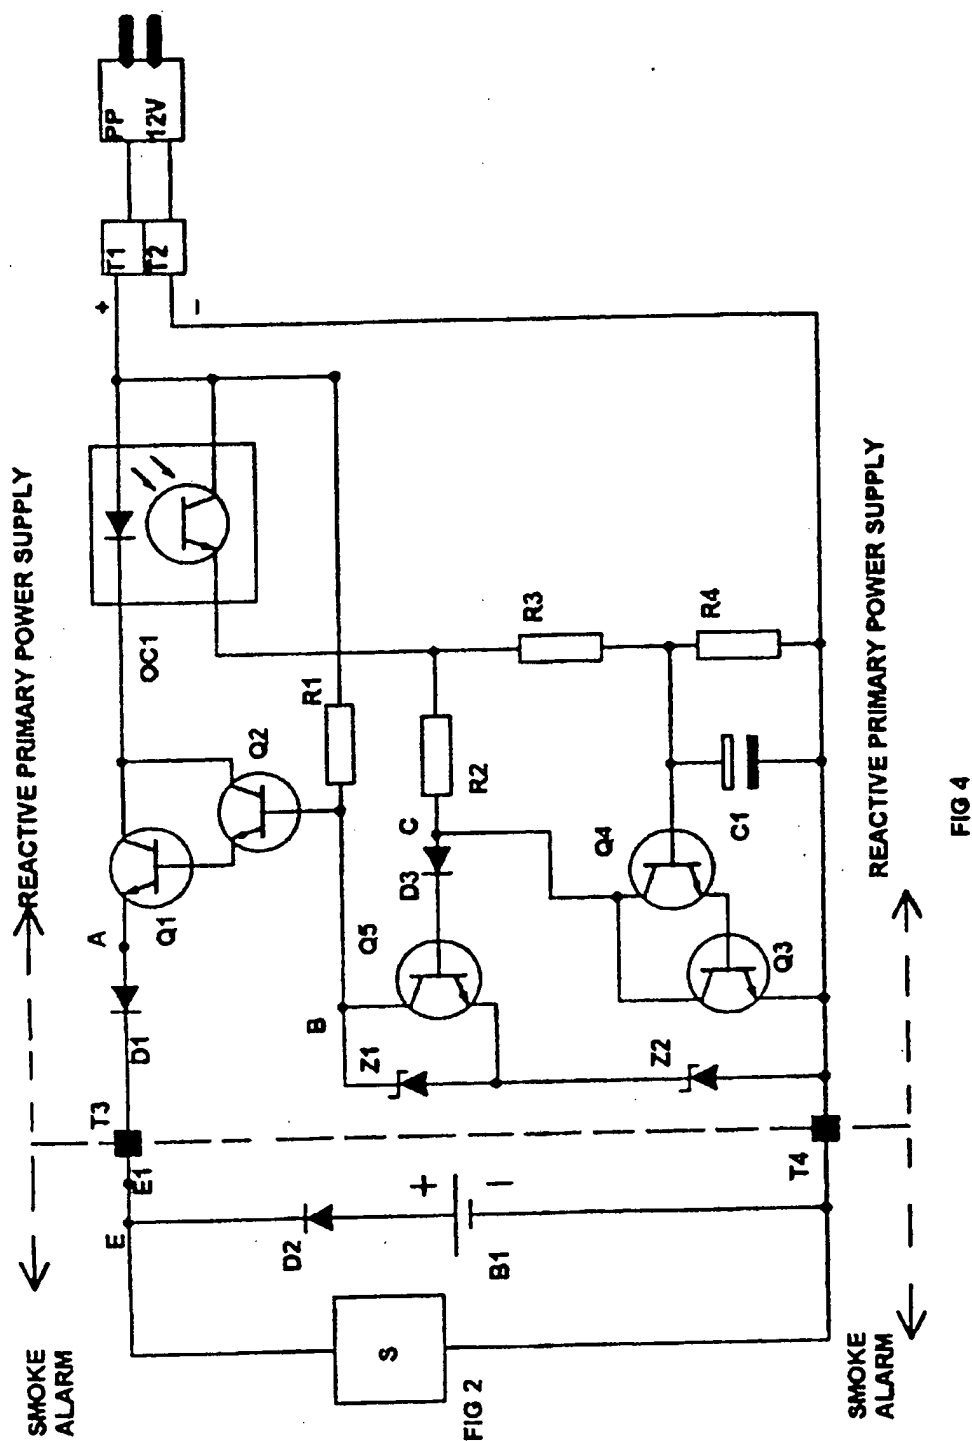 SMOKE
ALARM
REACTIVE PRIMARY POWER SUPPLY
E
E1
T3
D1
A
Q1
Q2
OC1
+
−
T1
T2
PP
12V
D2
+
−
B1
S
FIG 2
B
Z1
Q5
D3
C
R1
R2
R3
R4
Z2
Q3
Q4
C1
T4
SMOKE
ALARM
REACTIVE PRIMARY POWER SUPPLY
FIG 4